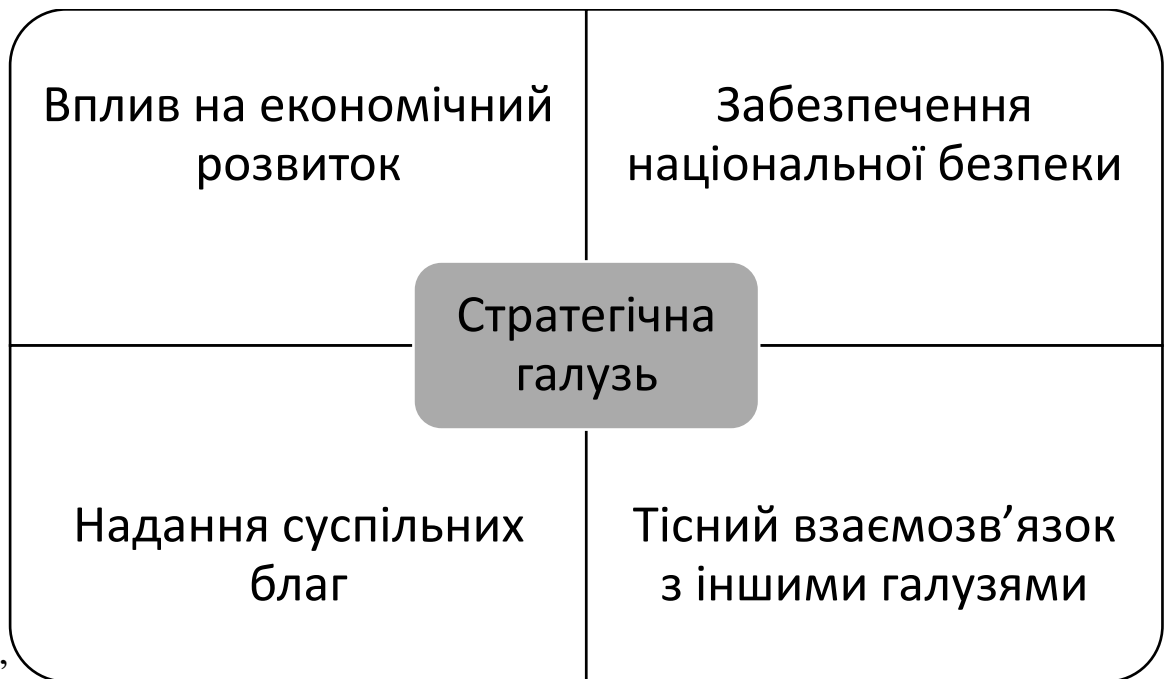 Вплив на економічний
розвиток
Забезпечення
національної безпеки
Стратегічна
галузь
Надання суспільних
благ
Тісний взаємозв’язок
з іншими галузями
,